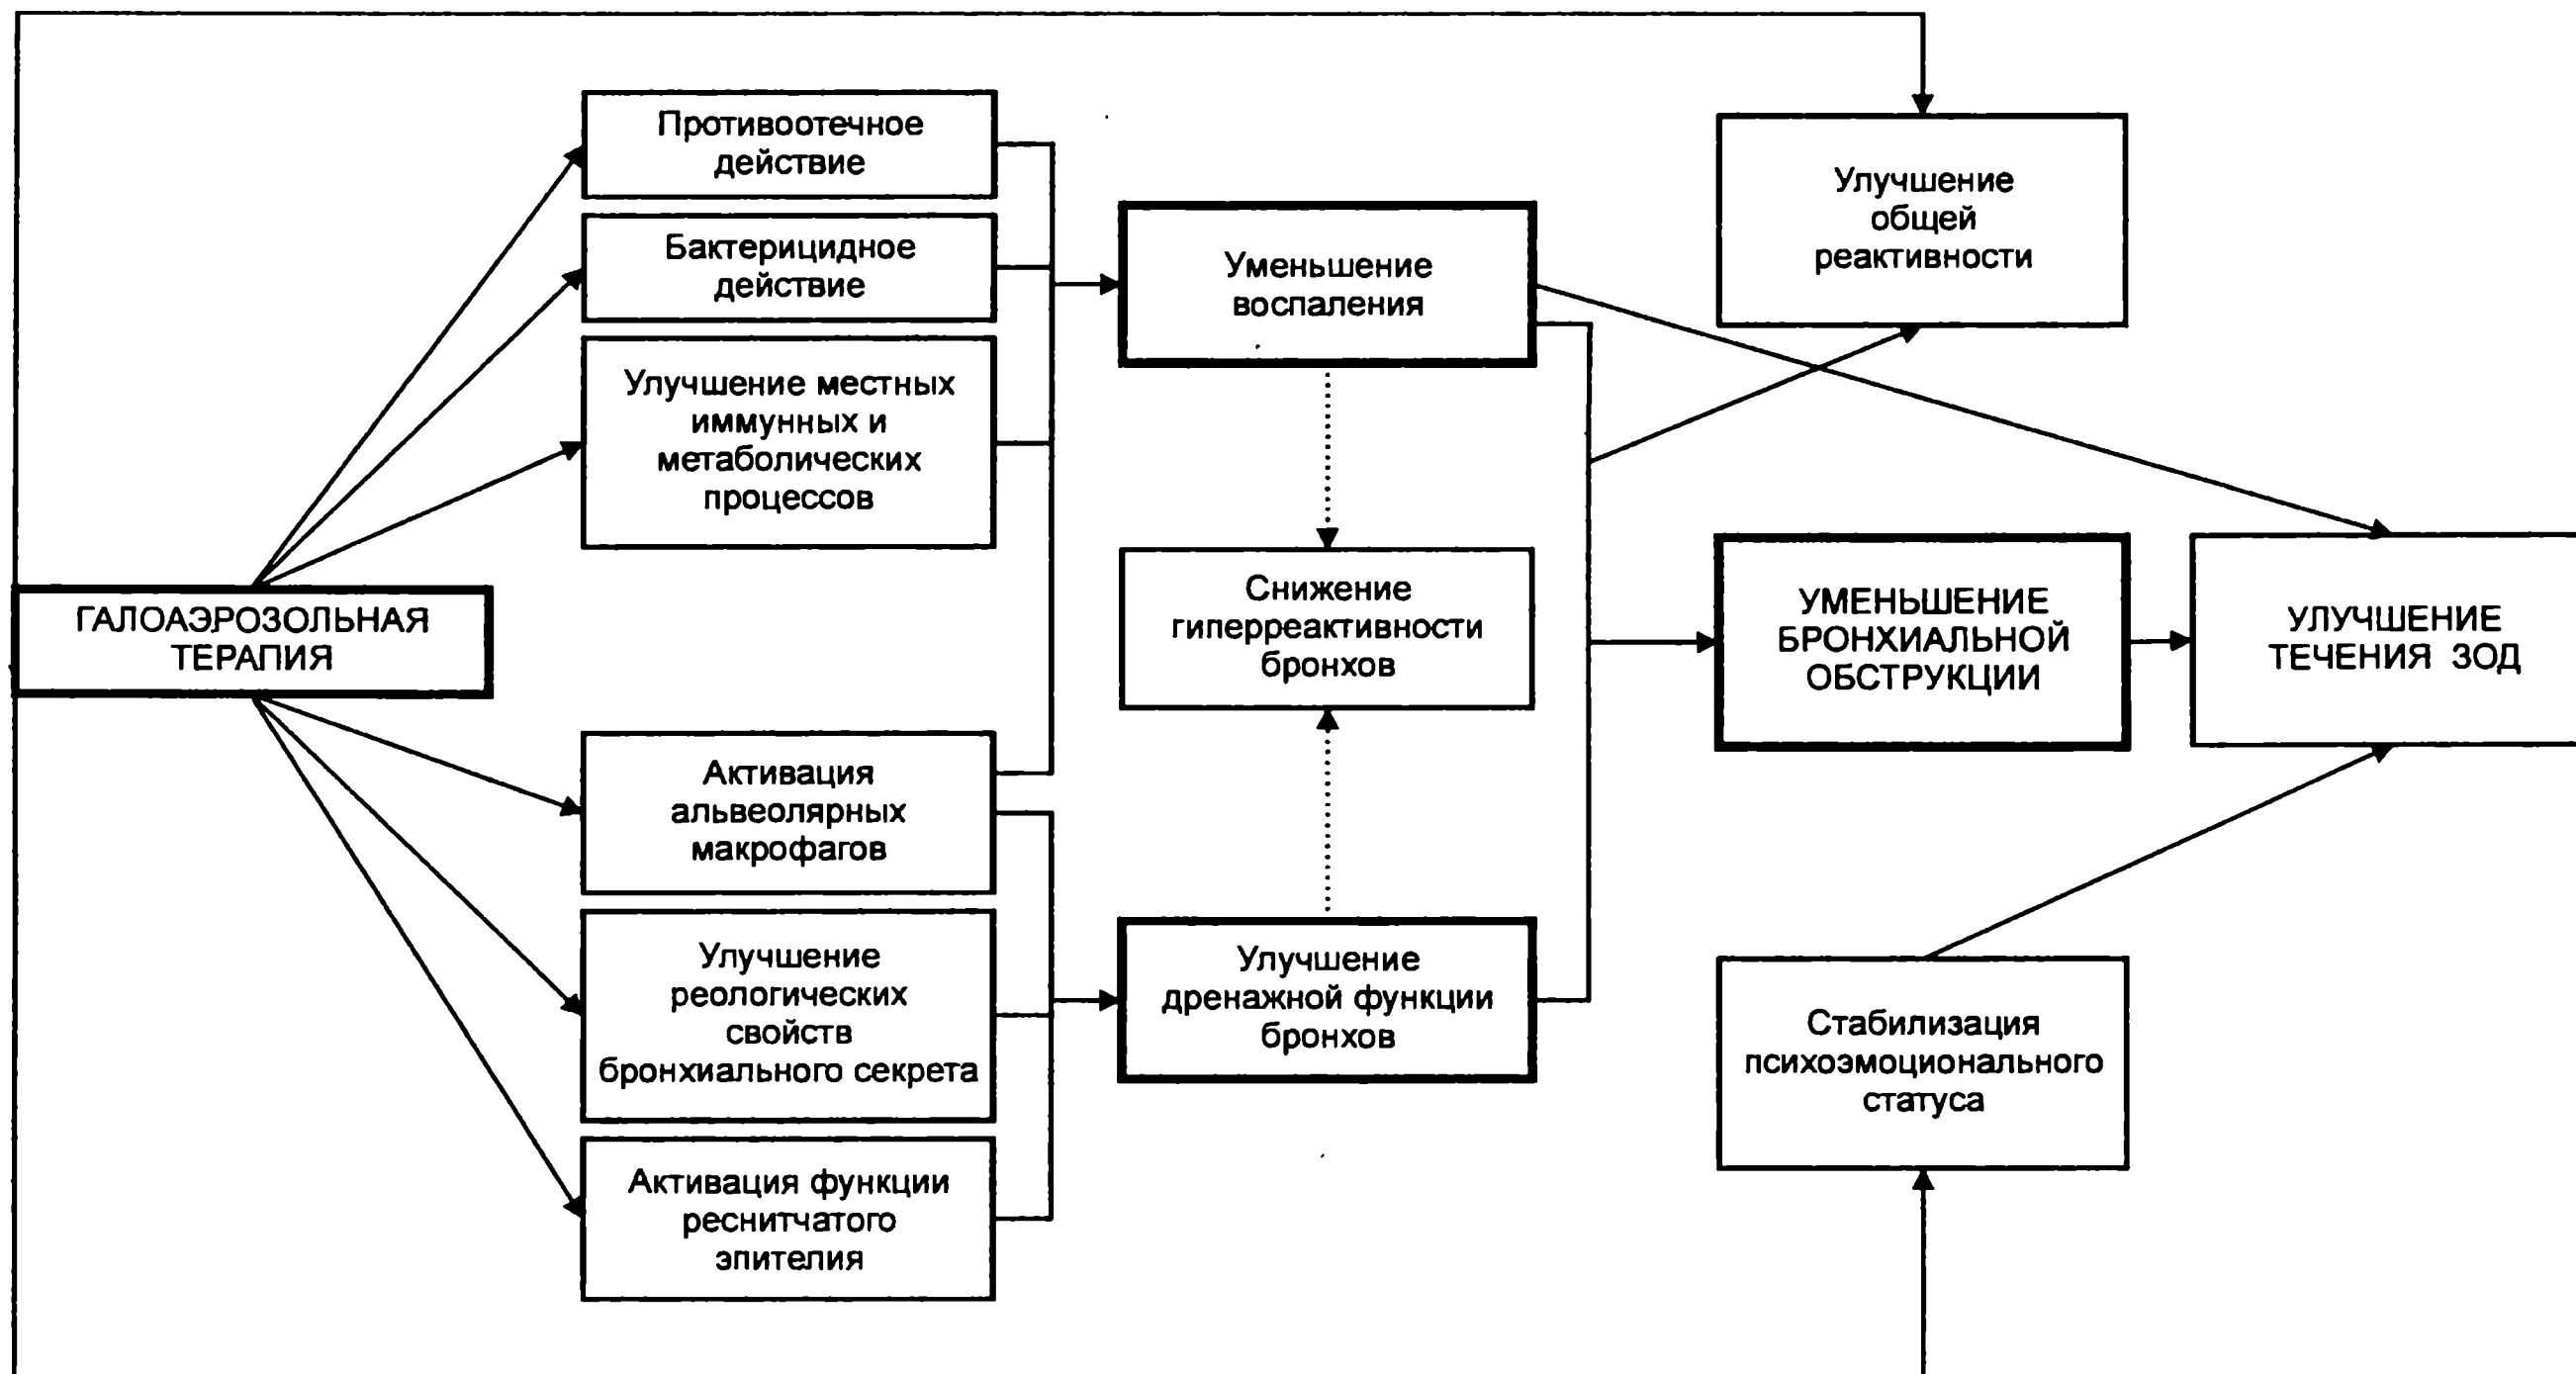 Противоотечное
действие
Бактерицидное
действие
Улучшение местных
иммунных и
метаболических
процессов
ГАЛОАЭРОЗОЛЬНАЯ
ТЕРАПИЯ
Активация
альвеолярных
макрофагов
Улучшение
реологических
свойств
бронхиального секрета
Активация функции
реснитчатого
эпителия
Уменьшение
воспаления
Снижение
гиперреактивности
бронхов
Улучшение
дренажной функции
бронхов
Улучшение
общей
реактивности
УМЕНЬШЕНИЕ
БРОНХИАЛЬНОЙ
ОБСТРУКЦИИ
УЛУЧШЕНИЕ
ТЕЧЕНИЯ ЗОД
Стабилизация
психоэмоционального
статуса